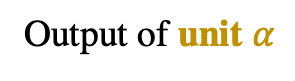 Output of unit α